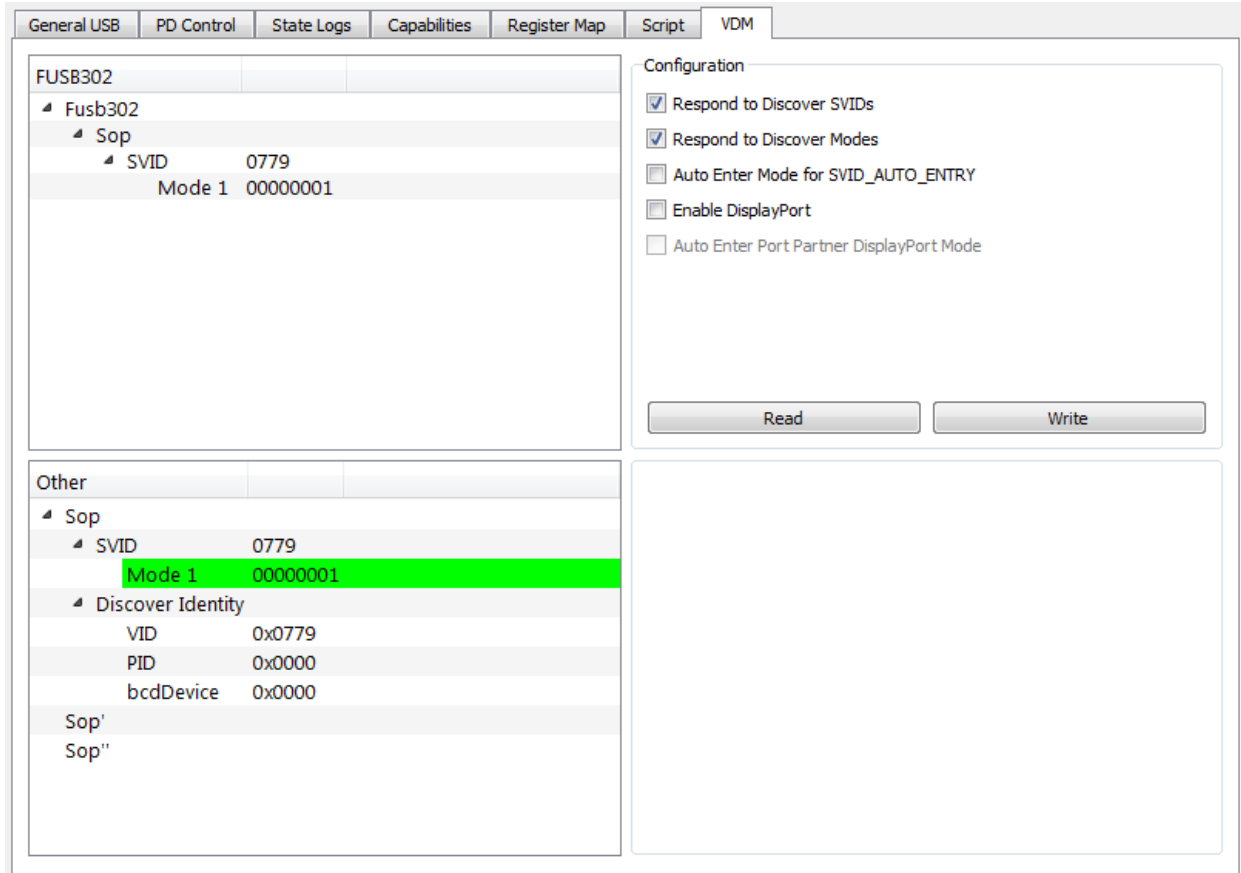 General USB PD Control State Logs Capabilities Register Map Script VDM
FUSB302
Fusb302
Sop
SVID 0779
Mode 1 00000001
Configuration
Respond to Discover SVIDs
Respond to Discover Modes
Auto Enter Mode for SVID_AUTO_ENTRY
Enable DisplayPort
Auto Enter Port Partner DisplayPort Mode
Read Write
Other
Sop
SVID 0779
Mode 1 00000001
Discover Identity
VID 0x0779
PID 0x0000
bcdDevice 0x0000
Sop'
Sop''